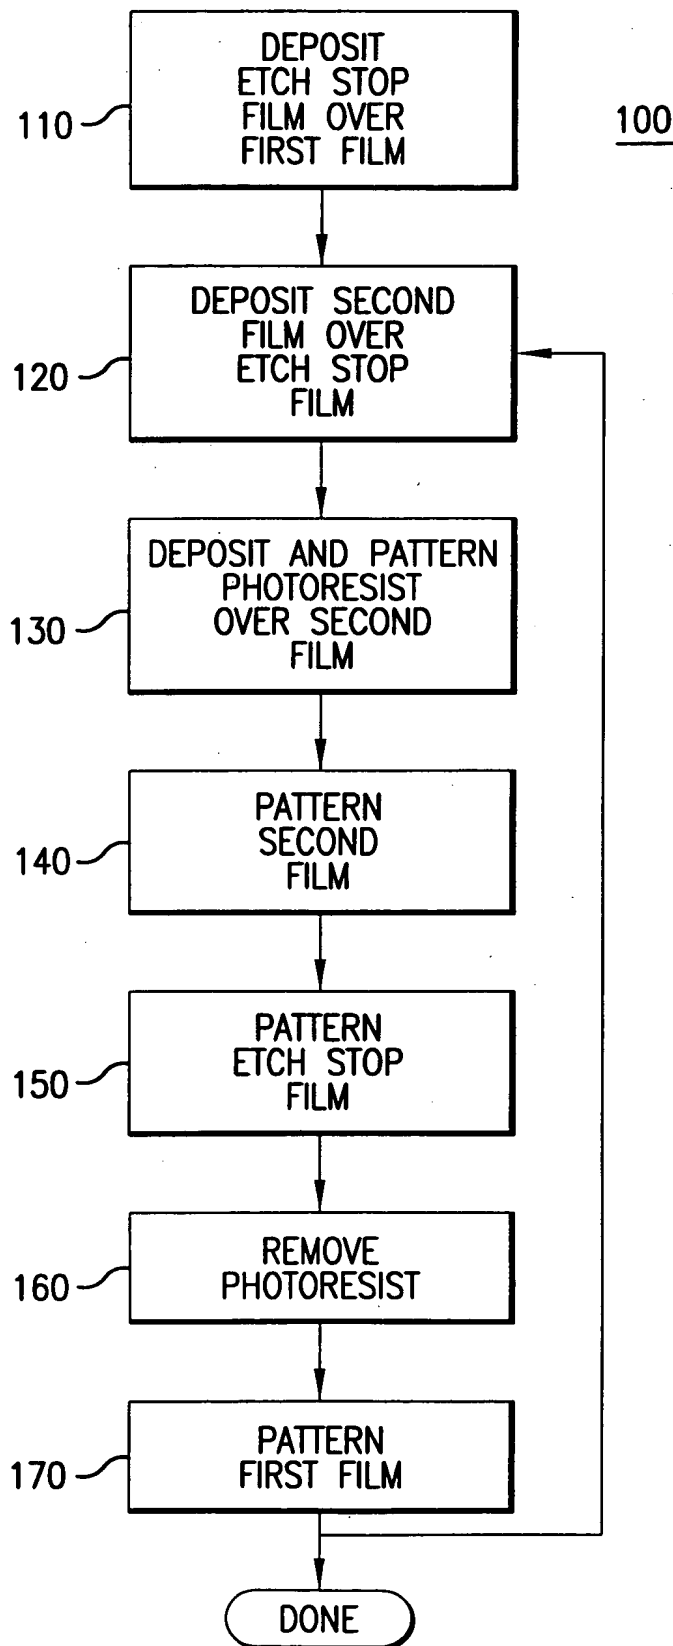 DEPOSIT
ETCH STOP
FILM OVER
FIRST FILM
110
100
DEPOSIT SECOND
FILM OVER
ETCH STOP
FILM
120
DEPOSIT AND PATTERN
PHOTORESIST
OVER SECOND
FILM
130
PATTERN
SECOND
FILM
140
PATTERN
ETCH STOP
FILM
150
REMOVE
PHOTORESIST
160
PATTERN
FIRST FILM
170
DONE